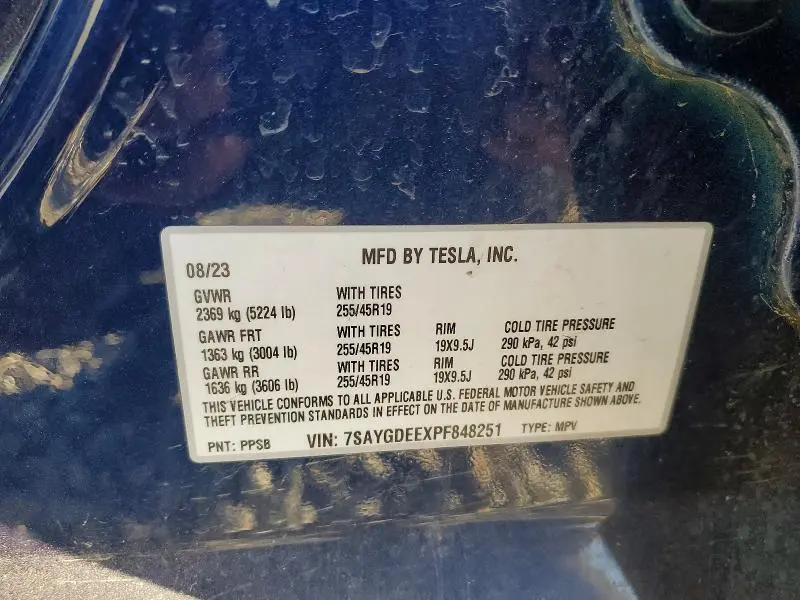 MFD BY TESLA, INC.
08/23
GVWR WITH TIRES
2369 kg (5224 lb) 255/45R19
GAWR FRT WITH TIRES RIM COLD TIRE PRESSURE
1363 kg (3004 lb) 255/45R19 19X9.5J 290 kPa, 42 psi
GAWR RR WITH TIRES RIM COLD TIRE PRESSURE
1636 kg (3606 lb) 255/45R19 19X9.5J 290 kPa, 42 psi
THIS VEHICLE CONFORMS TO ALL APPLICABLE U.S. FEDERAL MOTOR VEHICLE SAFETY AND
THEFT PREVENTION STANDARDS IN EFFECT ON THE DATE OF MANUFACTURE SHOWN ABOVE.
PNT: PPSB VIN: 7SAYGDEEXPF848251 TYPE: MPV